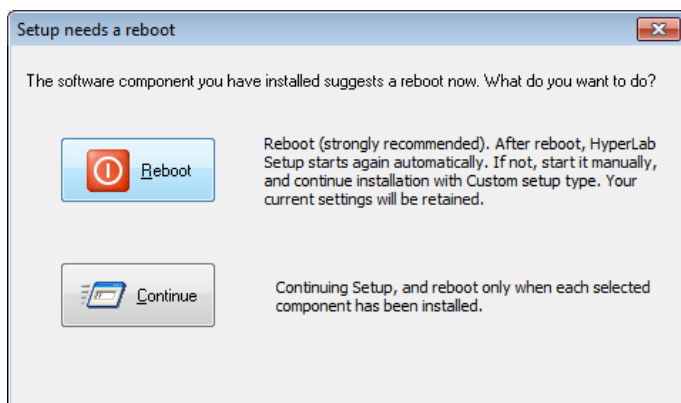 Setup needs a reboot
The software component you have installed suggests a reboot now. What do you want to do?
Reboot
Reboot (strongly recommended). After reboot, HyperLab
Setup starts again automatically. If not, start it manually,
and continue installation with Custom setup type. Your
current settings will be retained.
Continue
Continuing Setup, and reboot only when each selected
component has been installed.